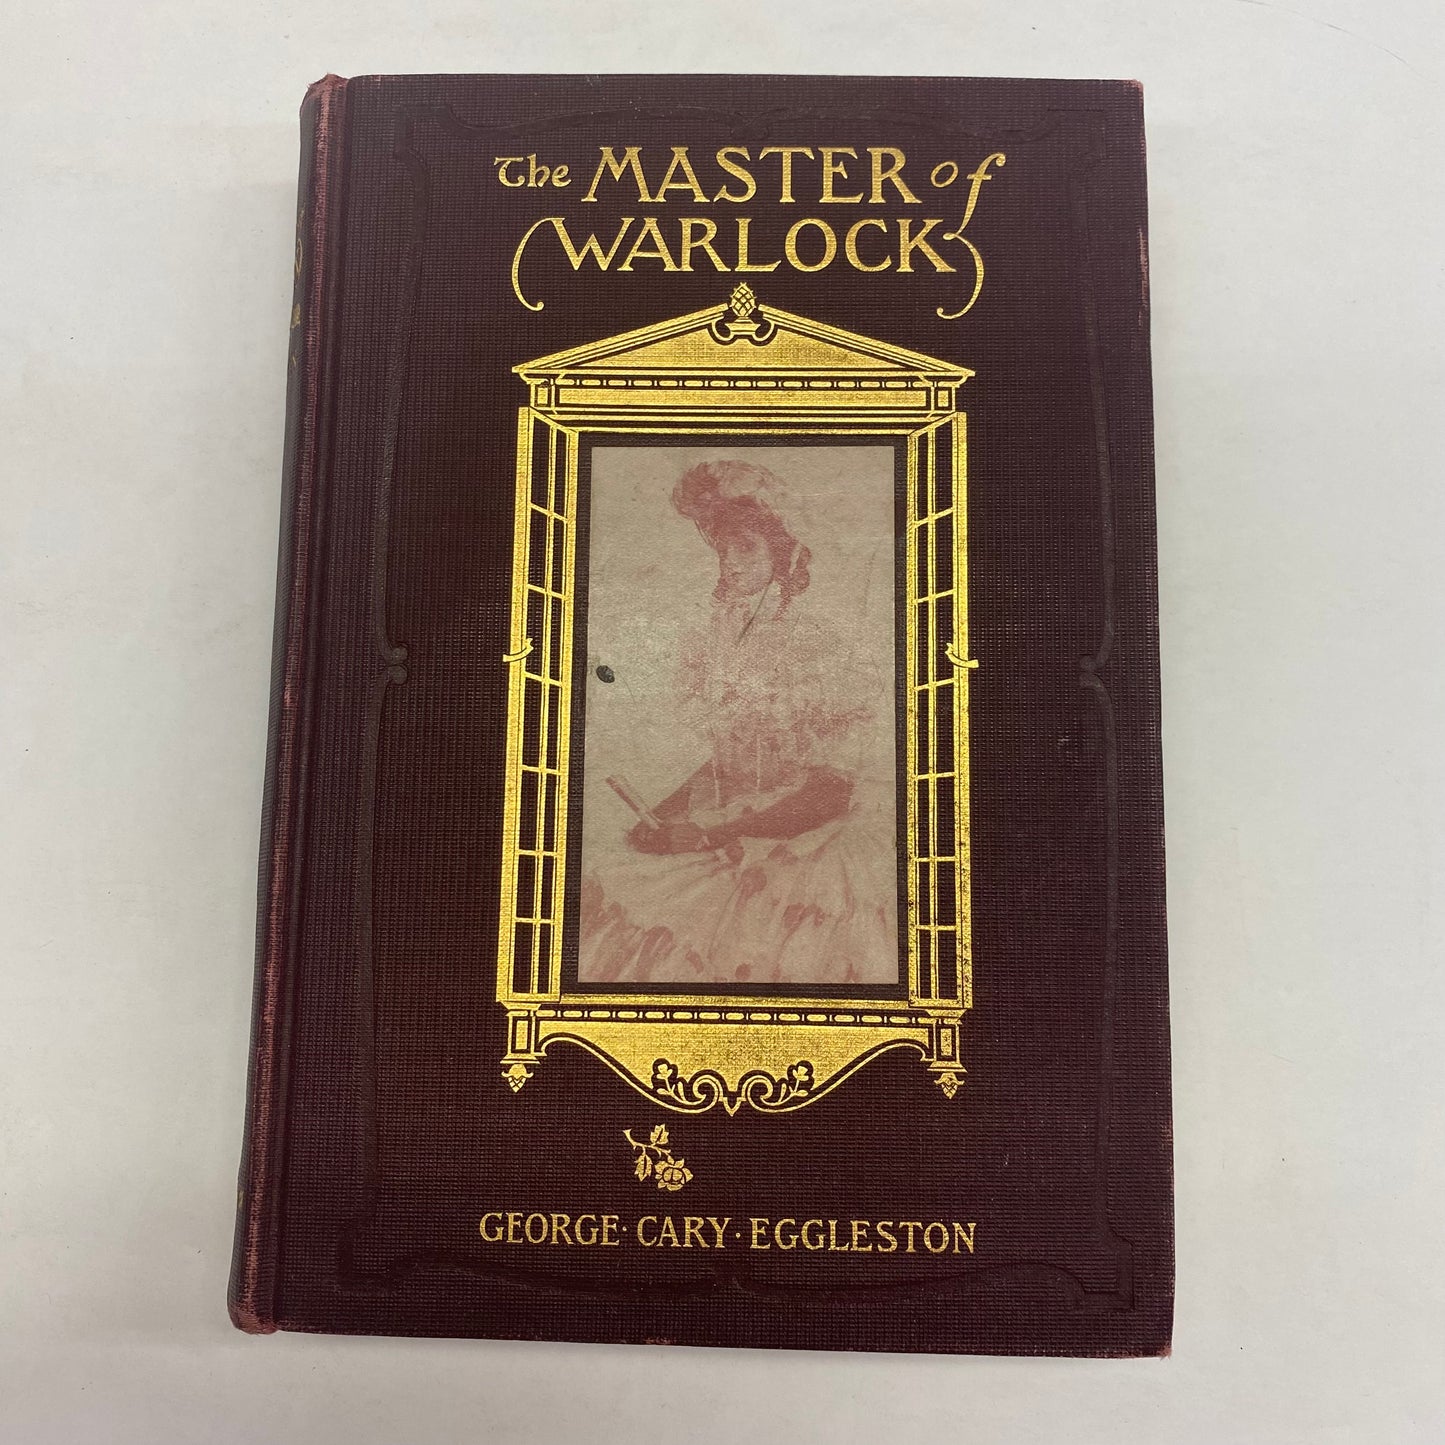 The MASTER of
WARLOCK
GEORGE · CARY · EGGLESTON